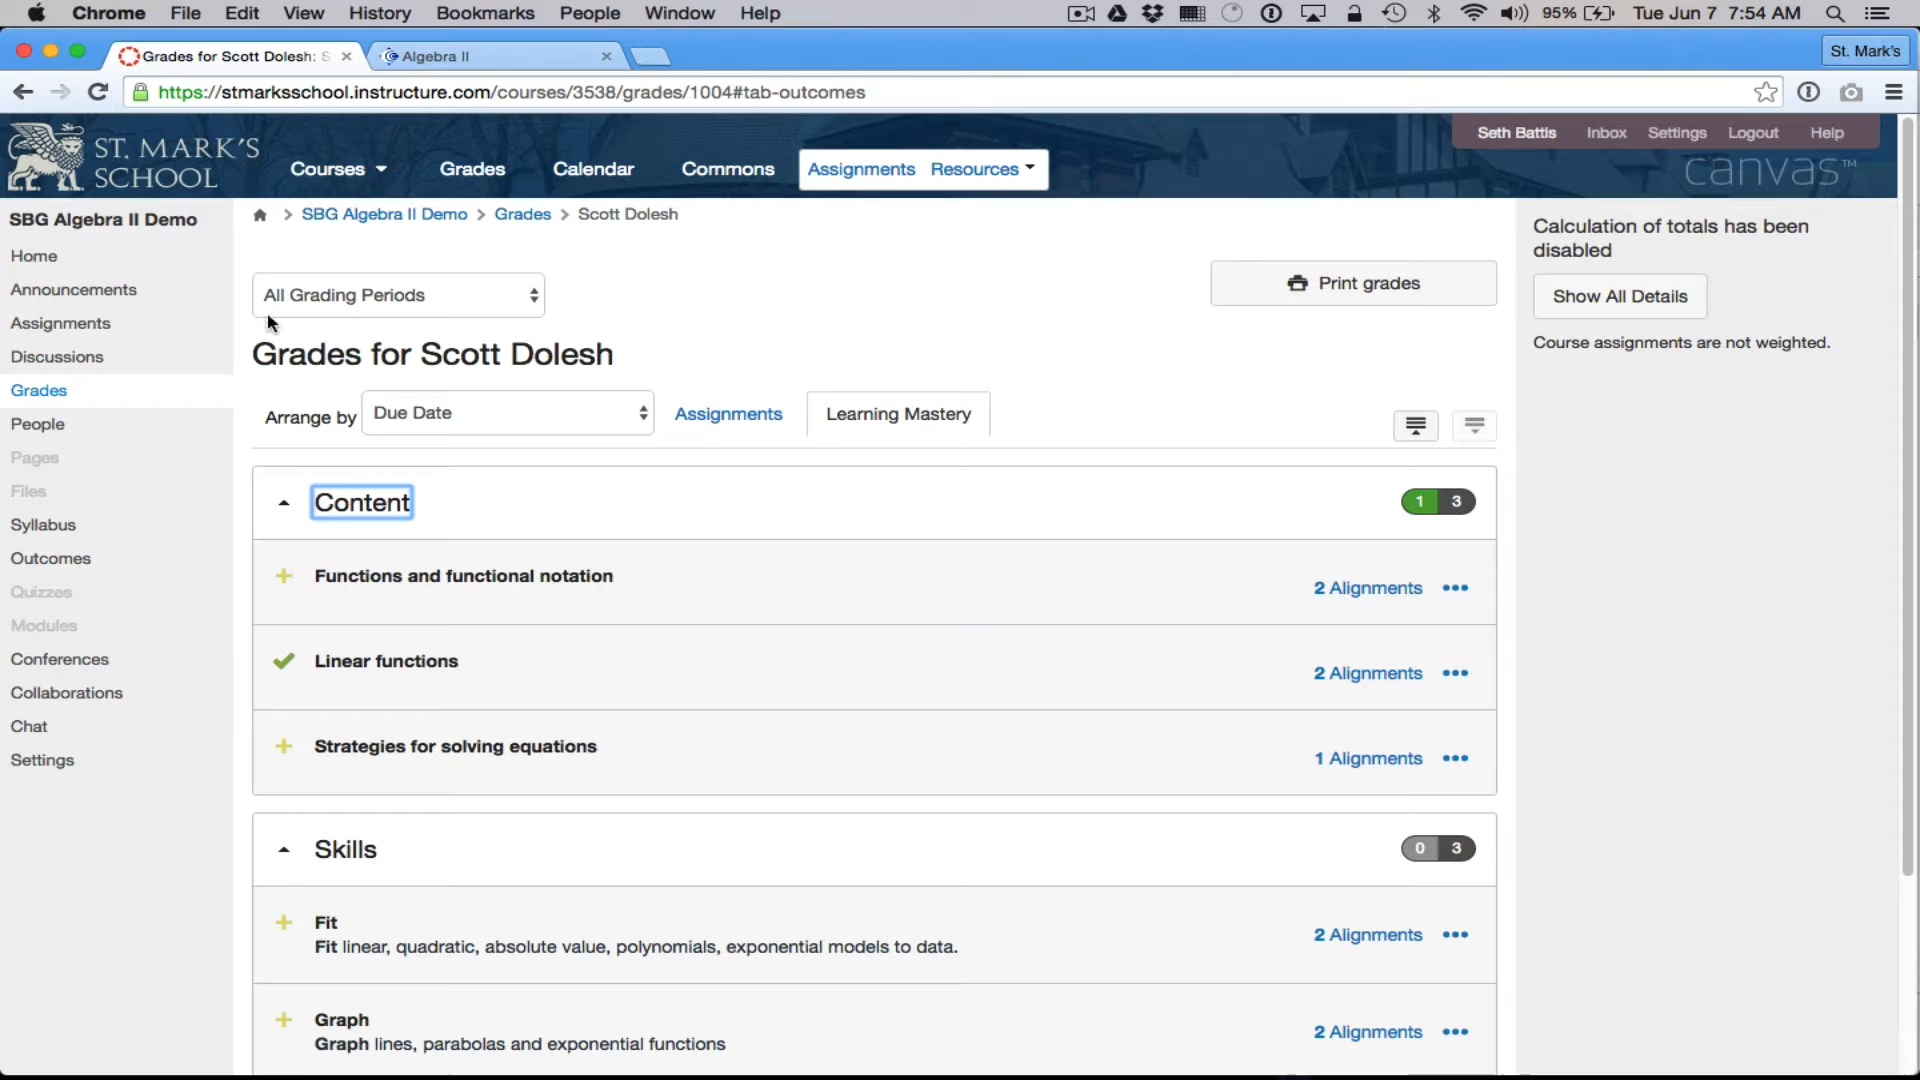 Chrome File Edit View History Bookmarks People Window Help 95% Tue Jun 7 7:54 AM
Grades for Scott Dolesh: S Algebra II St. Mark's
https://stmarksschool.instructure.com/courses/3538/grades/1004#tab-outcomes
Seth Battis Inbox Settings Logout Help
ST. MARK'S
SCHOOL
Courses Grades Calendar Commons Assignments Resources
canvas™
SBG Algebra II Demo
Home
Announcements
Assignments
Discussions
Grades
People
Pages
Files
Syllabus
Outcomes
Quizzes
Modules
Conferences
Collaborations
Chat
Settings
> SBG Algebra II Demo > Grades > Scott Dolesh
All Grading Periods
Print grades
Grades for Scott Dolesh
Arrange by Due Date Assignments Learning Mastery
Content 1 3
Functions and functional notation
2 Alignments
Linear functions
2 Alignments
Strategies for solving equations
1 Alignments
Skills 0 3
Fit
Fit linear, quadratic, absolute value, polynomials, exponential models to data.
2 Alignments
Graph
Graph lines, parabolas and exponential functions
2 Alignments
Calculation of totals has been
disabled
Show All Details
Course assignments are not weighted.